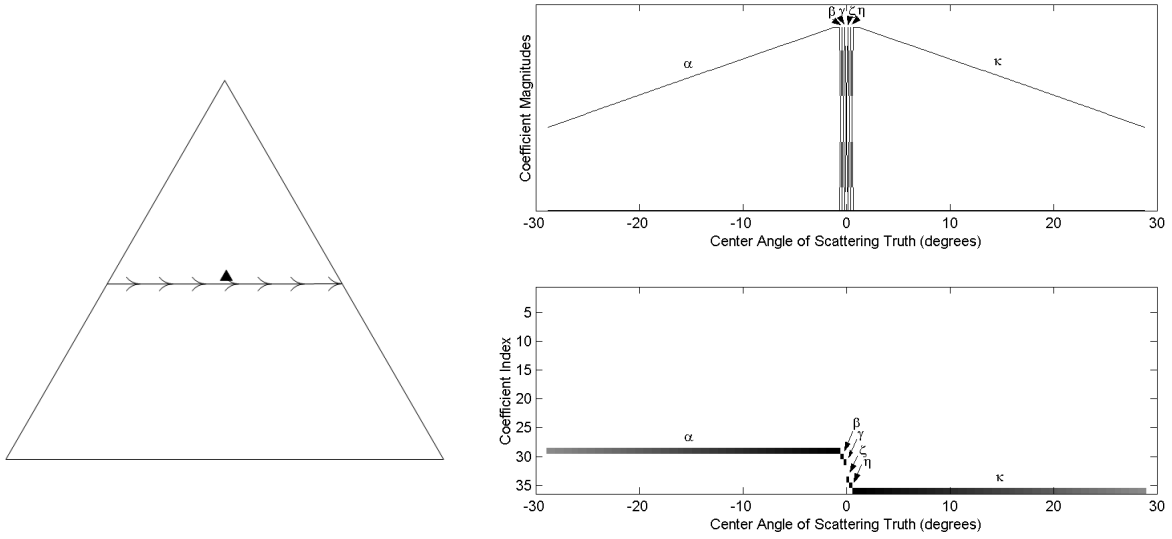 β γ ζ η
α
κ
Coefficient Magnitudes
-30 -20 -10 0 10 20 30
Center Angle of Scattering Truth (degrees)
5
10
15
20
25
30
35
Coefficient Index
β
γ
ζ
η
α
κ
-30 -20 -10 0 10 20 30
Center Angle of Scattering Truth (degrees)